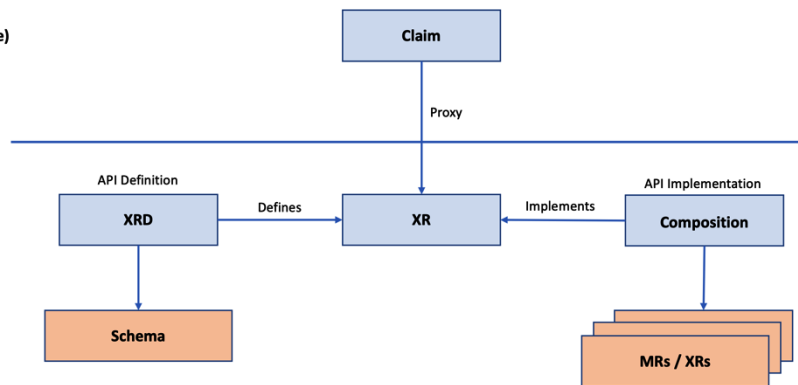 e)
Claim
Proxy
API Definition
API Implementation
XRD
Defines
XR
Implements
Composition
Schema
MRs / XRs